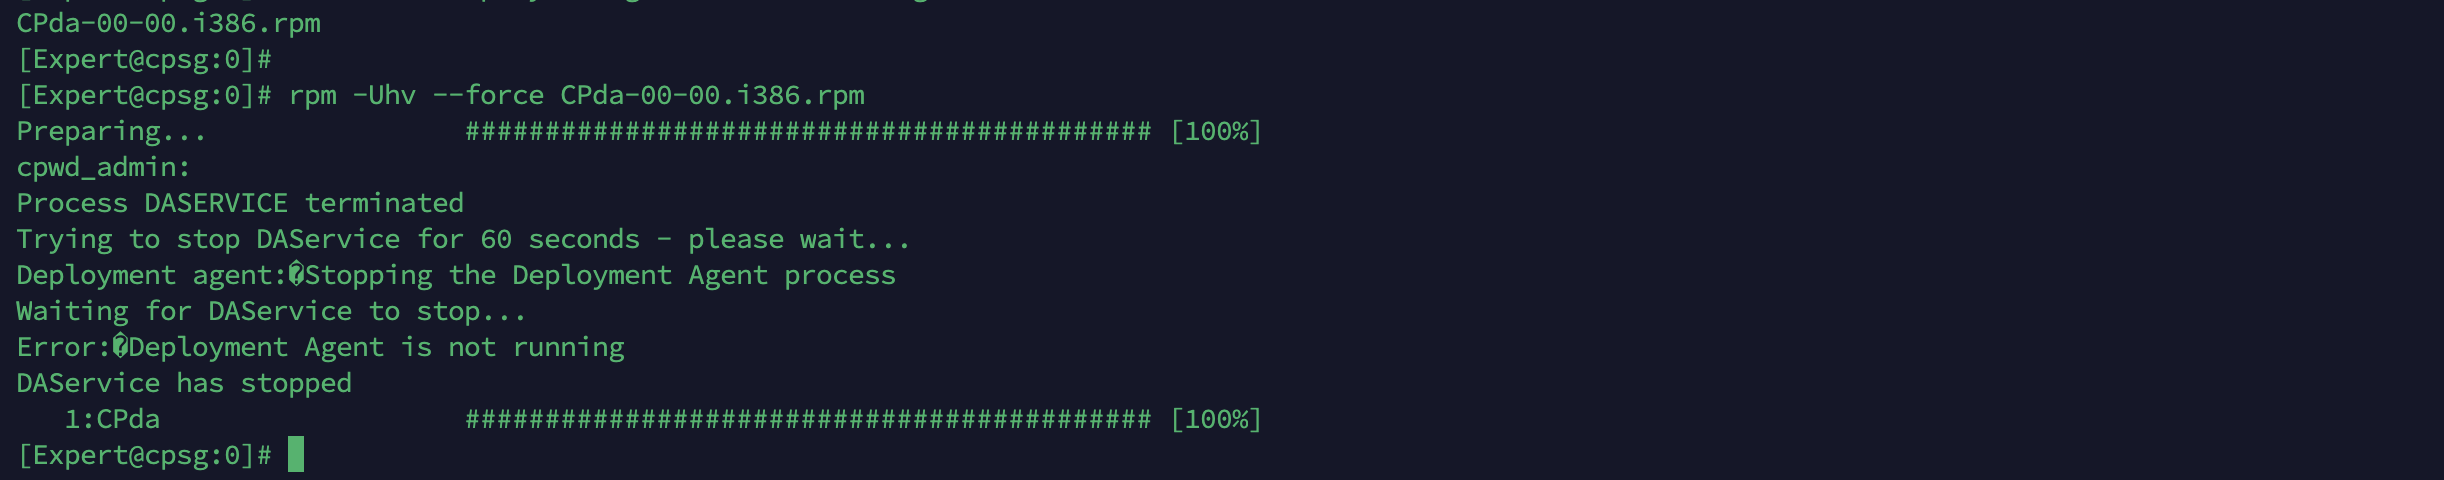 CPda-00-00.i386.rpm
[Expert@cpsg:0]#
[Expert@cpsg:0]# rpm -Uhv --force CPda-00-00.i386.rpm
Preparing... ########################################### [100%]
cpwd_admin:
Process DASERVICE terminated
Trying to stop DAService for 60 seconds - please wait...
Deployment agent:�Stopping the Deployment Agent process
Waiting for DAService to stop...
Error:�Deployment Agent is not running
DAService has stopped
1:CPda ########################################### [100%]
[Expert@cpsg:0]#